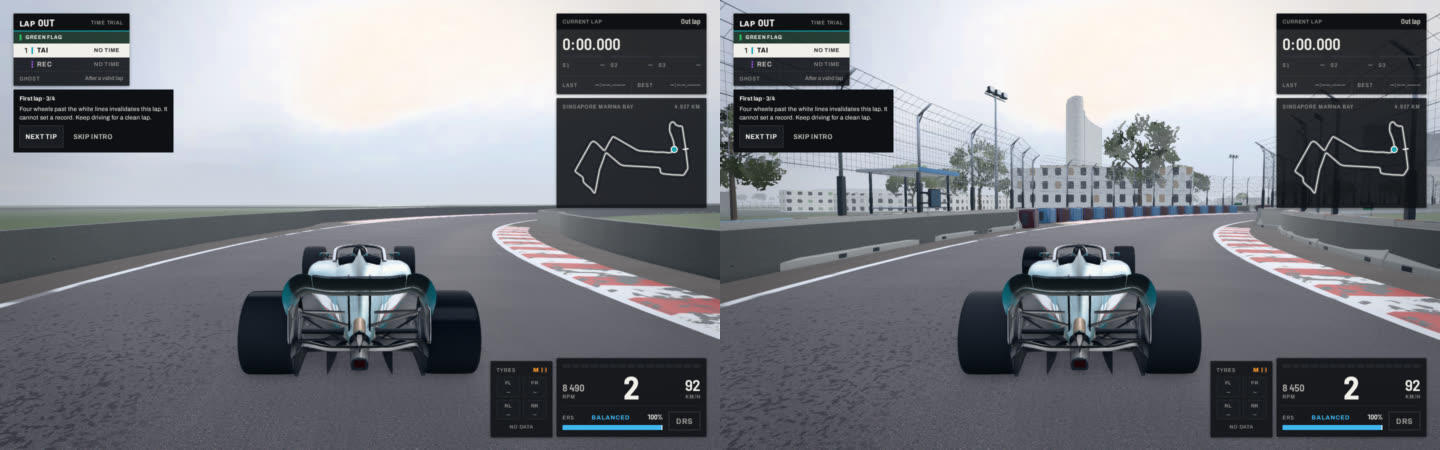 LAP OUT TIME TRIAL
GREEN FLAG
1 TAI NO TIME
REC NO TIME
GHOST After a valid lap
First lap · 3/4
Four wheels past the white lines invalidates this lap. It
cannot set a record. Keep driving for a clean lap.
NEXT TIP SKIP INTRO
CURRENT LAP Out lap
0:00.000
S1 – S2 – S3 –
LAST –:––.––– BEST –:––.–––
SINGAPORE MARINA BAY 4.927 KM
TYRES M
FL FR
– –
RL RR
– –
NO DATA
8 490 2 92
RPM KM/H
ERS BALANCED 100% DRS
LAP OUT TIME TRIAL
GREEN FLAG
1 TAI NO TIME
REC NO TIME
GHOST After a valid lap
First lap · 3/4
Four wheels past the white lines invalidates this lap. It
cannot set a record. Keep driving for a clean lap.
NEXT TIP SKIP INTRO
CURRENT LAP Out lap
0:00.000
S1 – S2 – S3 –
LAST –:––.––– BEST –:––.–––
SINGAPORE MARINA BAY 4.927 KM
TYRES M
FL FR
– –
RL RR
– –
NO DATA
8 450 2 92
RPM KM/H
ERS BALANCED 100% DRS